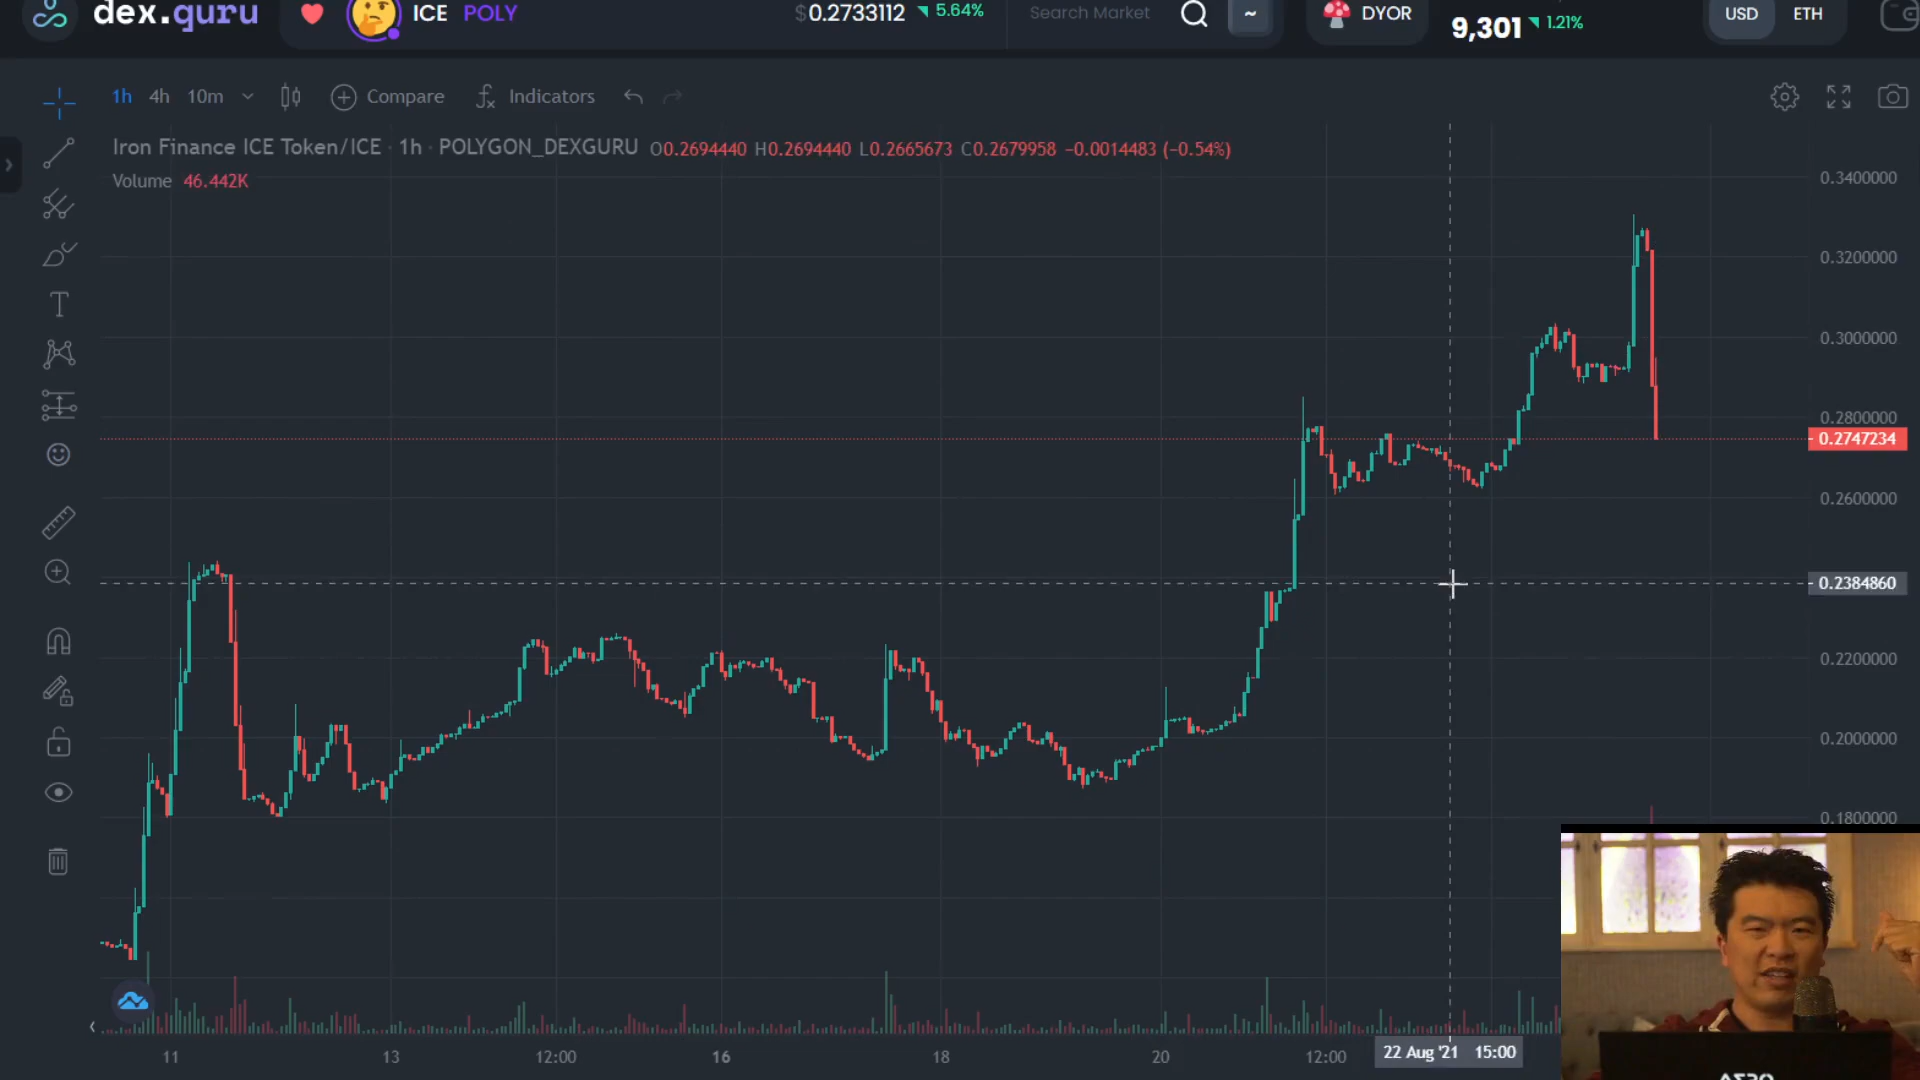 dex.guru ICE POLY $0.2733112 5.64% Search Market ~ DYOR 9,301 1.21% USD ETH
1h 4h 10m Compare Indicators
Iron Finance ICE Token/ICE · 1h · POLYGON_DEXGURU O0.2694440 H0.2694440 L0.2665673 C0.2679958 −0.0014483 (−0.54%)
Volume 46.442K
0.3400000
0.3200000
0.3000000
0.2800000
0.2747234
0.2600000
0.2384860
0.2200000
0.2000000
0.1800000
11 13 12:00 16 18 20 12:00 22 Aug '21 15:00